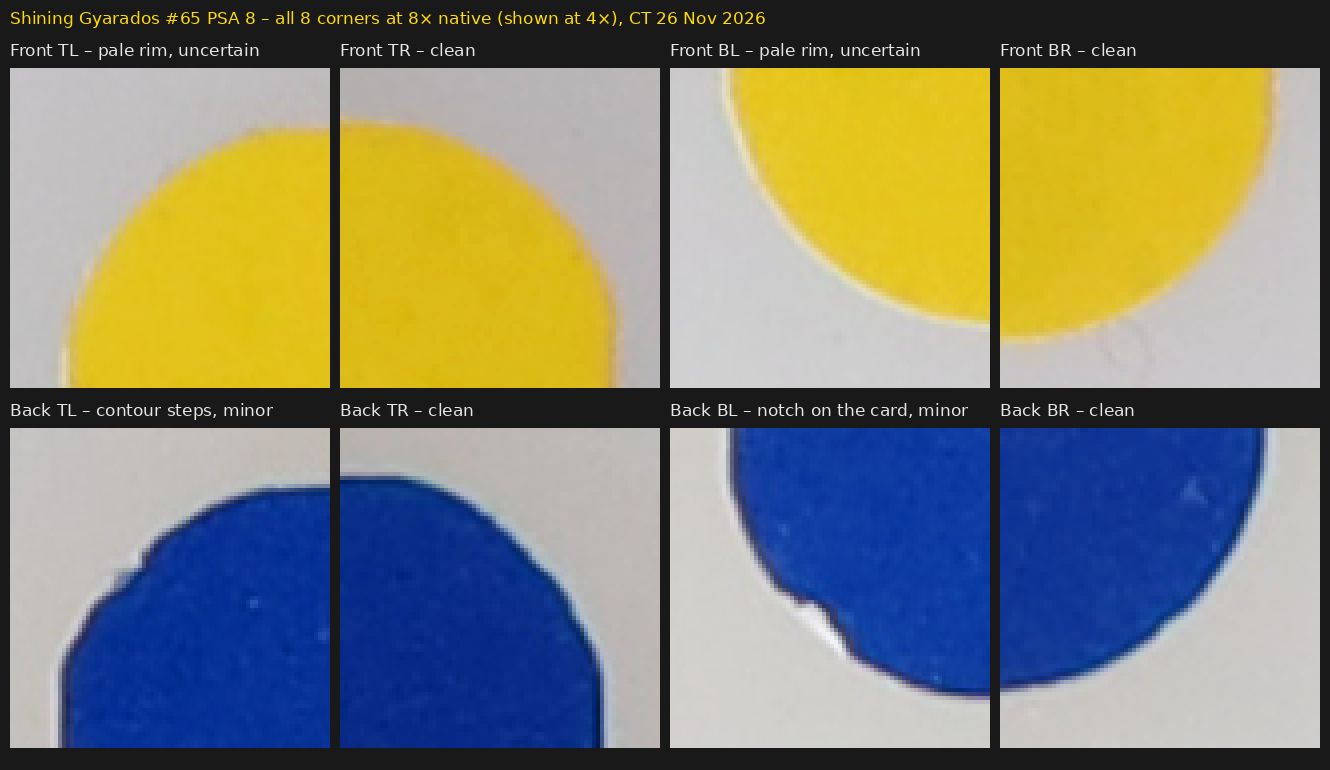 Shining Gyarados #65 PSA 8 – all 8 corners at 8× native (shown at 4×), CT 26 Nov 2026
Front TL – pale rim, uncertain
Front TR – clean
Front BL – pale rim, uncertain
Front BR – clean
Back TL – contour steps, minor
Back TR – clean
Back BL – notch on the card, minor
Back BR – clean